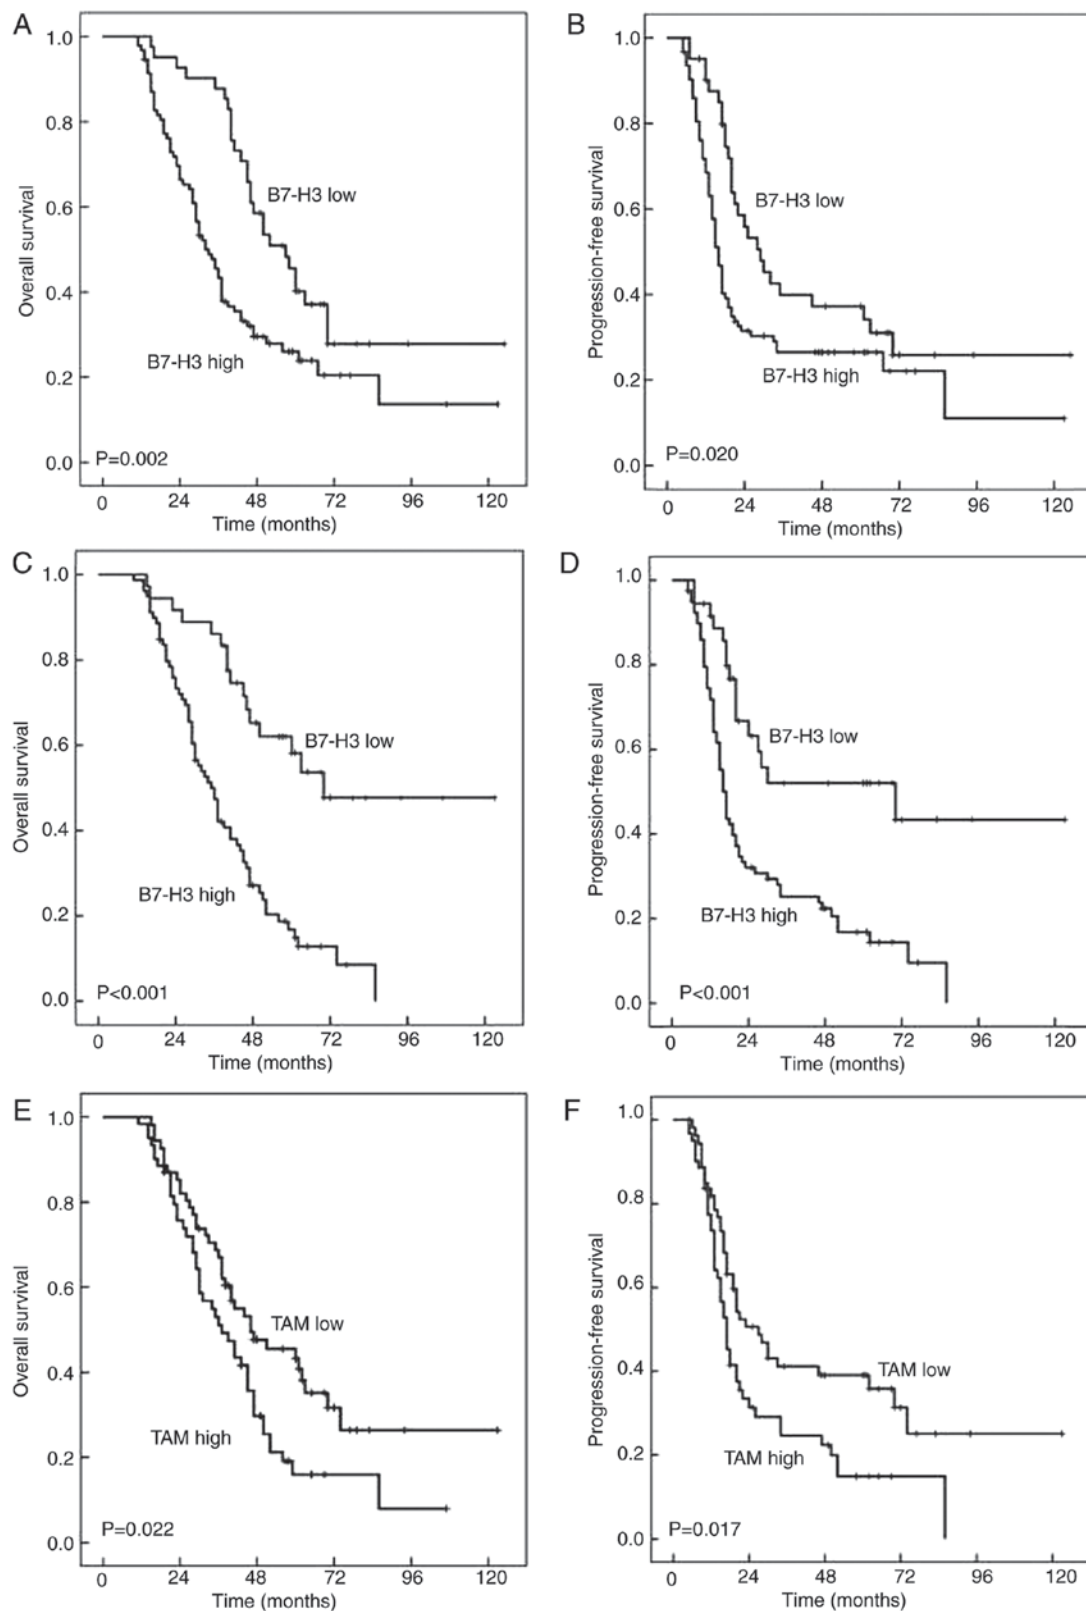 A
Overall survival
1.0
0.8
0.6
0.4
0.2
0.0
B7-H3 low
B7-H3 high
P=0.002
0 24 48 72 96 120
Time (months)
B
Progression-free survival
1.0
0.8
0.6
0.4
0.2
0.0
B7-H3 low
B7-H3 high
P=0.020
0 24 48 72 96 120
Time (months)
C
Overall survival
1.0
0.8
0.6
0.4
0.2
0.0
B7-H3 low
B7-H3 high
P<0.001
0 24 48 72 96 120
Time (months)
D
Progression-free survival
1.0
0.8
0.6
0.4
0.2
0.0
B7-H3 low
B7-H3 high
P<0.001
0 24 48 72 96 120
Time (months)
E
Overall survival
1.0
0.8
0.6
0.4
0.2
0.0
TAM low
TAM high
P=0.022
0 24 48 72 96 120
Time (months)
F
Progression-free survival
1.0
0.8
0.6
0.4
0.2
0.0
TAM low
TAM high
P=0.017
0 24 48 72 96 120
Time (months)